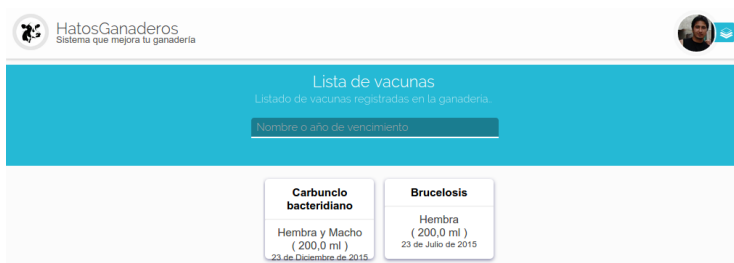 HatosGanaderos
Sistema que mejora tu ganadería
Lista de vacunas
Listado de vacunas registradas en la ganaderia.
Nombre o año de vencimiento
Carbunclo
bacteridiano
Hembra y Macho
( 200,0 ml )
23 de Diciembre de 2015
Brucelosis
Hembra
( 200,0 ml )
23 de Julio de 2015